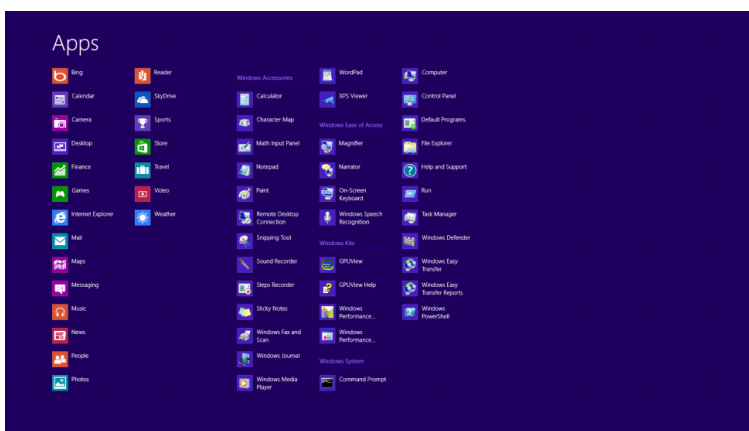 Apps
Bing
Calendar
Camera
Desktop
Finance
Games
Internet Explorer
Mail
Maps
Messaging
Music
News
People
Photos
Reader
SkyDrive
Sports
Store
Travel
Video
Weather
Windows Accessories
Calculator
Character Map
Math Input Panel
Notepad
Paint
Remote Desktop
Connection
Snipping Tool
Sound Recorder
Steps Recorder
Sticky Notes
Windows Fax and
Scan
Windows Journal
Windows Media
Player
WordPad
XPS Viewer
Windows Ease of Access
Magnifier
Narrator
On-Screen
Keyboard
Windows Speech
Recognition
Windows Kits
GPUView
GPUView Help
Windows
Performance...
Windows
Performance...
Windows System
Command Prompt
Computer
Control Panel
Default Programs
File Explorer
Help and Support
Run
Task Manager
Windows Defender
Windows Easy
Transfer
Windows Easy
Transfer Reports
Windows
PowerShell